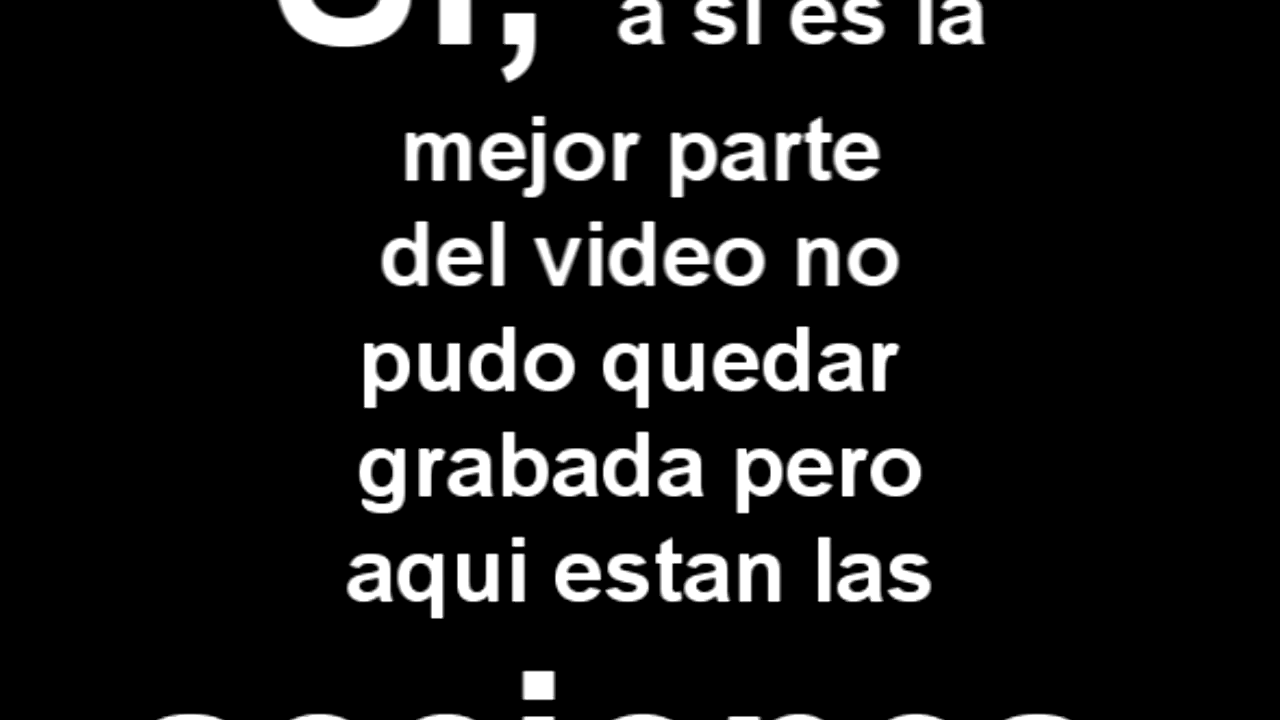 a si es la
mejor parte
del video no
pudo quedar
grabada pero
aqui estan las